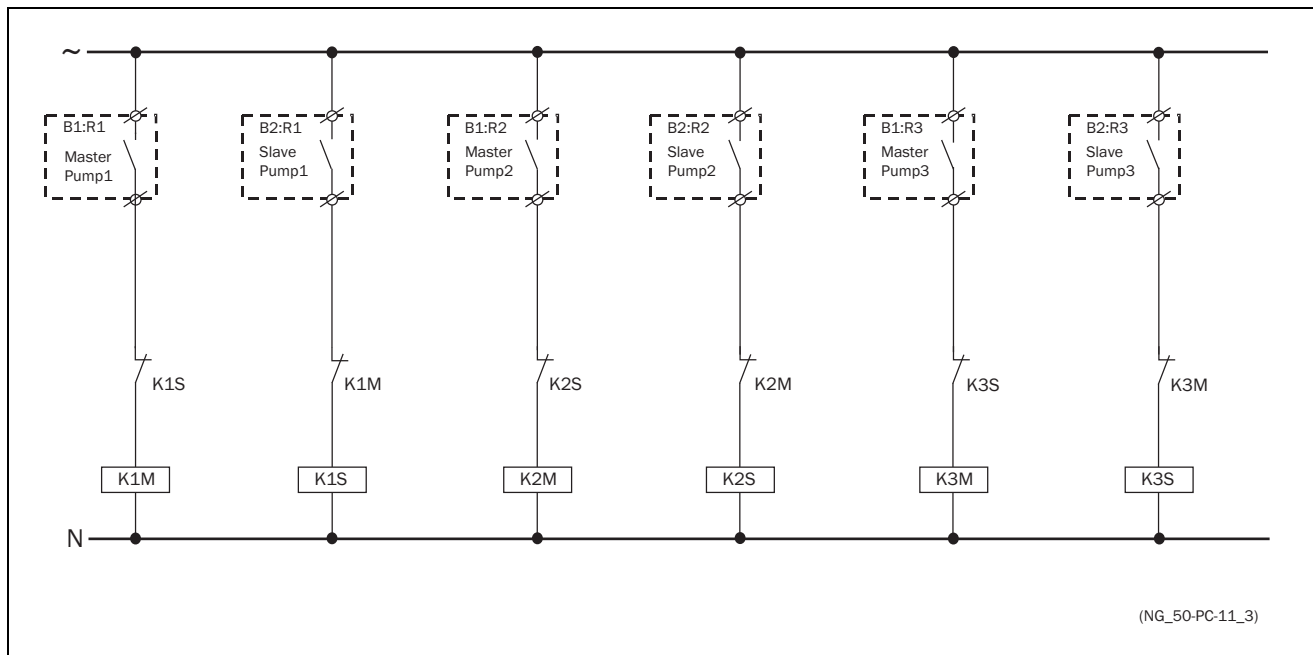 ~
B1:R1
Master
Pump1
B2:R1
Slave
Pump1
B1:R2
Master
Pump2
B2:R2
Slave
Pump2
B1:R3
Master
Pump3
B2:R3
Slave
Pump3
K1S
K1M
K2S
K2M
K3S
K3M
K1M
K1S
K2M
K2S
K3M
K3S
N
(NG_50-PC-11_3)